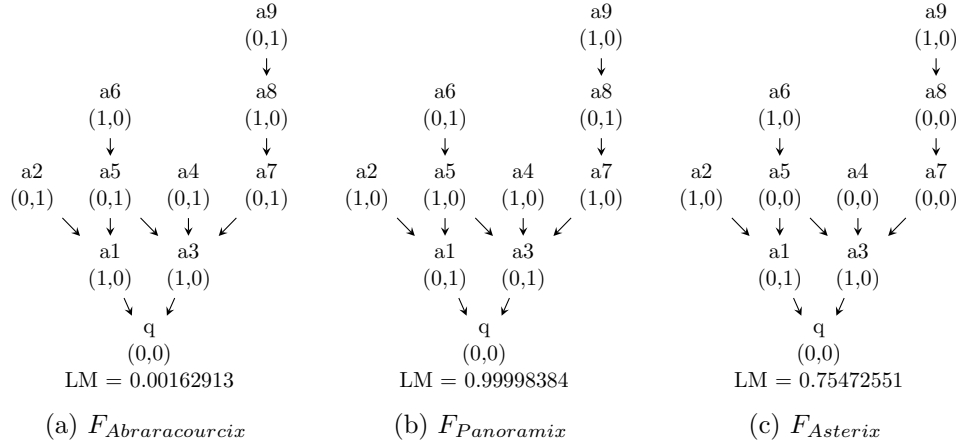 a9
(0,1)
a6
a8
(1,0)
(1,0)
a2
a5
a4
a7
(0,1)
(0,1)
(0,1)
(0,1)
a1
a3
(1,0)
(1,0)
q
(0,0)
LM = 0.00162913
(a) F_Abraracourcix
a9
(1,0)
a6
a8
(0,1)
(0,1)
a2
a5
a4
a7
(1,0)
(1,0)
(1,0)
(1,0)
a1
a3
(0,1)
(0,1)
q
(0,0)
LM = 0.99998384
(b) F_Panoramix
a9
(1,0)
a6
a8
(1,0)
(0,0)
a2
a5
a4
a7
(1,0)
(0,0)
(0,0)
(0,0)
a1
a3
(0,1)
(1,0)
q
(0,0)
LM = 0.75472551
(c) F_Asterix